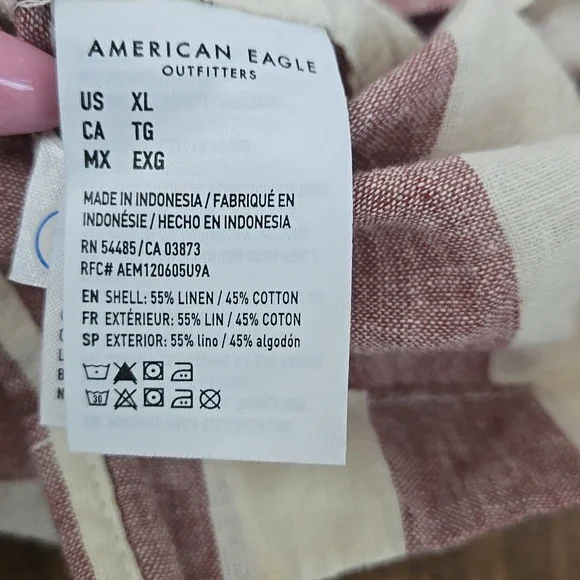 AMERICAN EAGLE
OUTFITTERS
US XL
CA TG
MX EXG
MADE IN INDONESIA / FABRIQUÉ EN
INDONÉSIE / HECHO EN INDONESIA
RN 54485/CA 03873
RFC# AEM120605U9A
EN SHELL: 55% LINEN / 45% COTTON
FR EXTÉRIEUR: 55% LIN / 45% COTON
SP EXTERIOR: 55% lino / 45% algodón
30